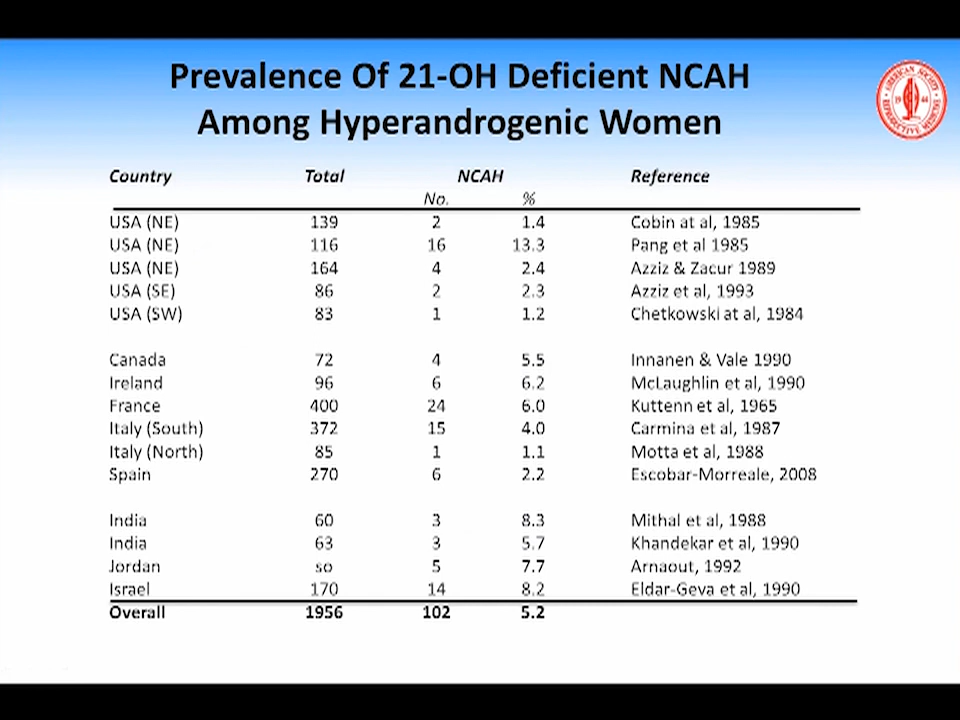 Prevalence Of 21-OH Deficient NCAH
Among Hyperandrogenic Women
AMERICAN SOCIETY
REPRODUCTIVE MEDICINE
19 44
Country Total NCAH Reference
No. %
USA (NE) 139 2 1.4 Cobin at al, 1985
USA (NE) 116 16 13.3 Pang et al 1985
USA (NE) 164 4 2.4 Azziz & Zacur 1989
USA (SE) 86 2 2.3 Azziz et al, 1993
USA (SW) 83 1 1.2 Chetkowski at al, 1984
Canada 72 4 5.5 Innanen & Vale 1990
Ireland 96 6 6.2 McLaughlin et al, 1990
France 400 24 6.0 Kuttenn et al, 1965
Italy (South) 372 15 4.0 Carmina et al, 1987
Italy (North) 85 1 1.1 Motta et al, 1988
Spain 270 6 2.2 Escobar-Morreale, 2008
India 60 3 8.3 Mithal et al, 1988
India 63 3 5.7 Khandekar et al, 1990
Jordan so 5 7.7 Arnaout, 1992
Israel 170 14 8.2 Eldar-Geva et al, 1990
Overall 1956 102 5.2